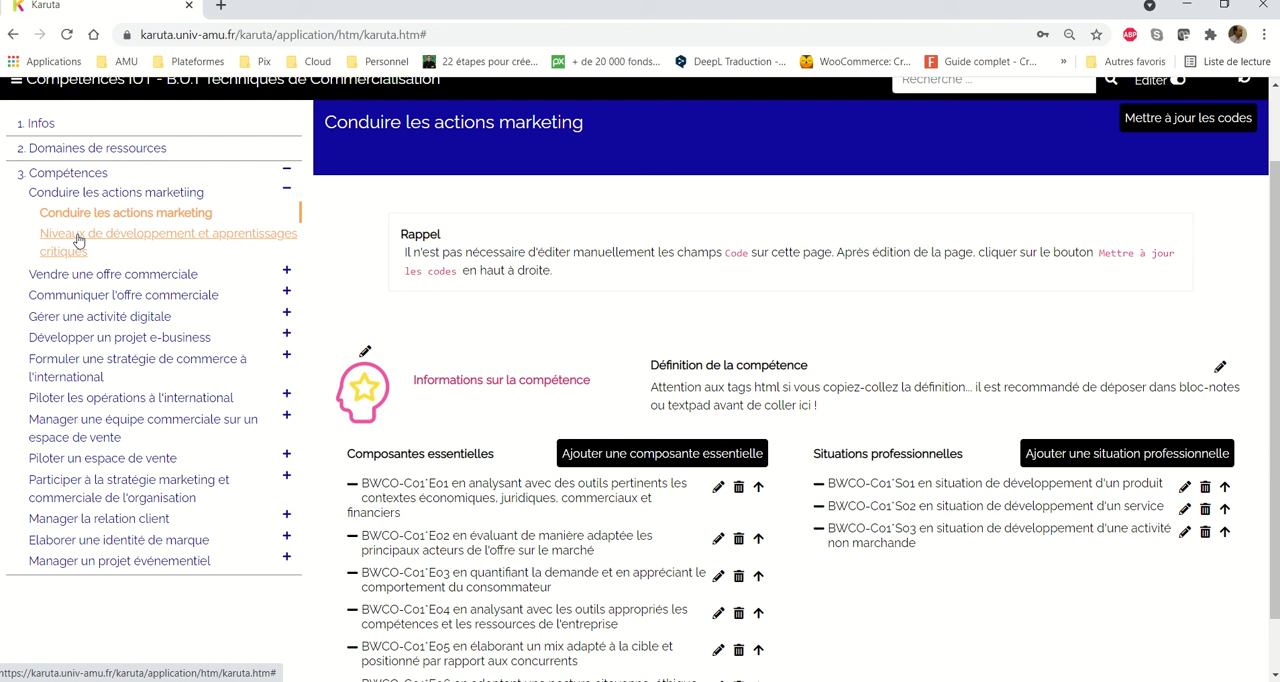 Karuta
karuta.univ-amu.fr/karuta/application/htm/karuta.htm#
Applications
AMU
Plateformes
Pix
Cloud
Personnel
22 étapes pour crée...
+ de 20 000 fonds...
DeepL Traduction -...
WooCommerce: Cr...
Guide complet - Cr...
»
Autres favoris
Liste de lecture
Compétences IUT - B.U.T Techniques de Commercialisation
Recherche ...
Editer
1. Infos
2. Domaines de ressources
3. Compétences
Conduire les actions marketiing
Conduire les actions marketing
Niveaux de développement et apprentissages
critiques
Vendre une offre commerciale
Communiquer l'offre commerciale
Gérer une activité digitale
Développer un projet e-business
Formuler une stratégie de commerce à
l'international
Piloter les opérations à l'international
Manager une équipe commerciale sur un
espace de vente
Piloter un espace de vente
Participer à la stratégie marketing et
commerciale de l'organisation
Manager la relation client
Elaborer une identité de marque
Manager un projet événementiel
Conduire les actions marketing
Mettre à jour les codes
Rappel
Il n'est pas nécessaire d'éditer manuellement les champs Code sur cette page. Après édition de la page, cliquer sur le bouton Mettre à jour
les codes en haut à droite.
Informations sur la compétence
Définition de la compétence
Attention aux tags html si vous copiez-collez la définition... il est recommandé de déposer dans bloc-notes
ou textpad avant de coller ici !
Composantes essentielles
Ajouter une composante essentielle
BWCO-C01*E01 en analysant avec des outils pertinents les
contextes économiques, juridiques, commerciaux et
financiers
BWCO-C01*E02 en évaluant de manière adaptée les
principaux acteurs de l'offre sur le marché
BWCO-C01*E03 en quantifiant la demande et en appréciant le
comportement du consommateur
BWCO-C01*E04 en analysant avec les outils appropriés les
compétences et les ressources de l'entreprise
BWCO-C01*E05 en élaborant un mix adapté à la cible et
positionné par rapport aux concurrents
Situations professionnelles
Ajouter une situation professionnelle
BWCO-C01*S01 en situation de développement d'un produit
BWCO-C01*S02 en situation de développement d'un service
BWCO-C01*S03 en situation de développement d'une activité
non marchande
https://karuta.univ-amu.fr/karuta/application/htm/karuta.htm#